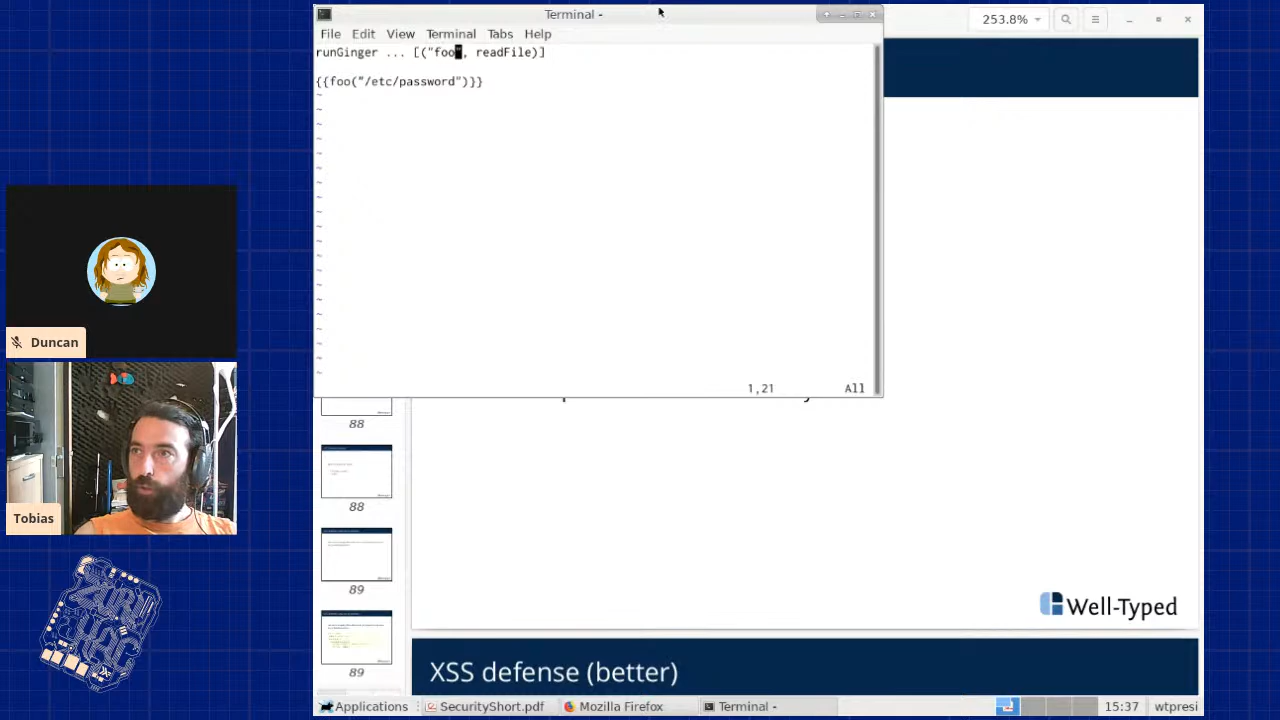 Terminal -
File Edit View Terminal Tabs Help
runGinger ... [("foo", readFile)]
{{foo("/etc/password")}}
1,21 All
253.8%
Duncan
Tobias
88
88
89
89
Well-Typed
XSS defense (better)
Applications SecurityShort.pdf Mozilla Firefox Terminal - 15:37 wtpresi